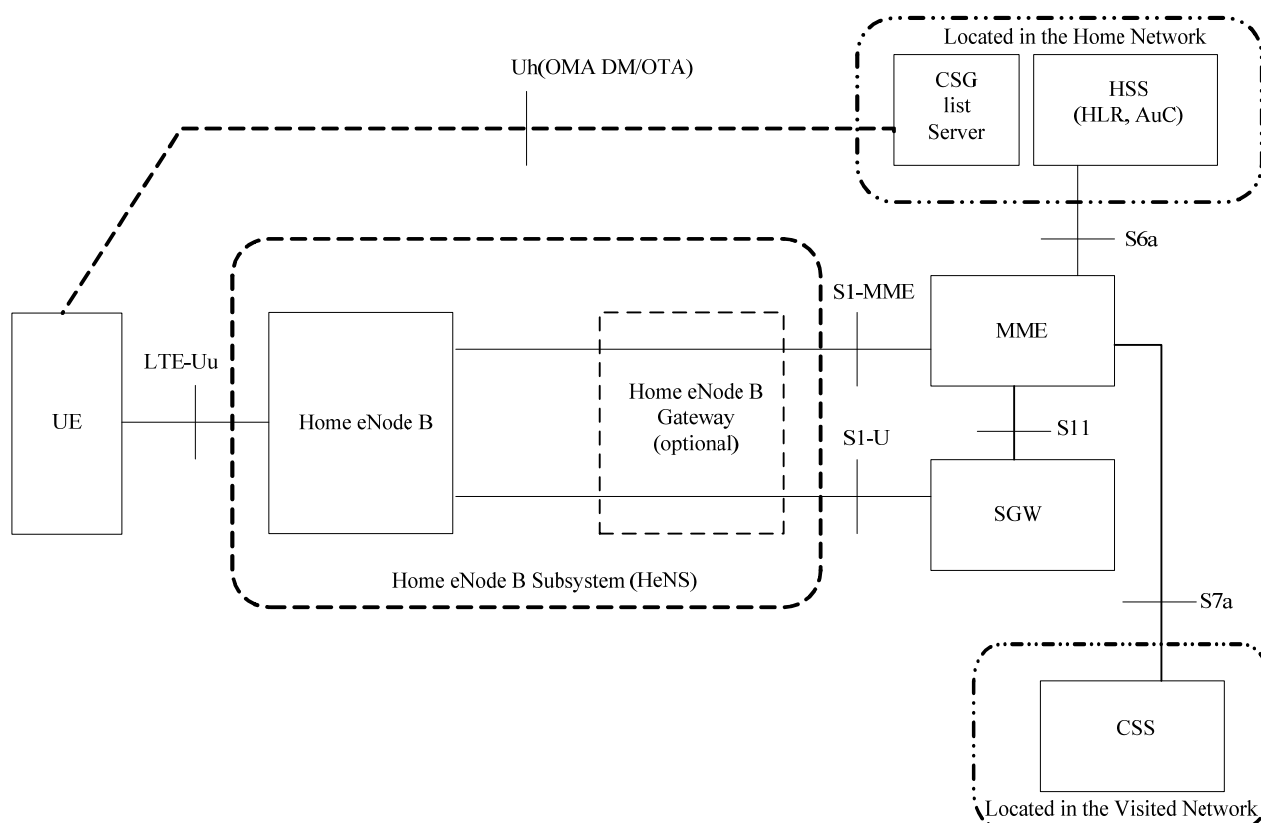 Located in the Home Network
Uh(OMA DM/OTA)
CSG
list
Server
HSS
(HLR, AuC)
S6a
S1-MME
MME
LTE-Uu
UE
Home eNode B
Home eNode B
Gateway
(optional)
S1-U
S11
SGW
Home eNode B Subsystem (HeNS)
S7a
CSS
Located in the Visited Network